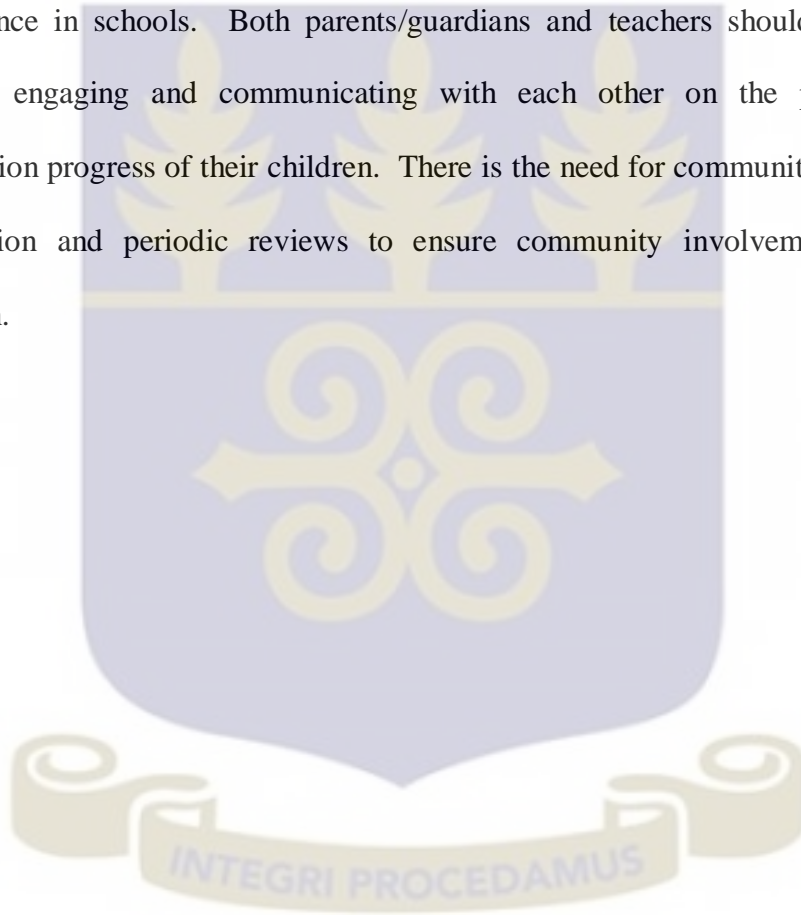 nce in schools. Both parents/guardians and teachers should
engaging and communicating with each other on the p
ion progress of their children. There is the need for communit
ion and periodic reviews to ensure community involvem
.
INTEGRI PROCEDAMUS